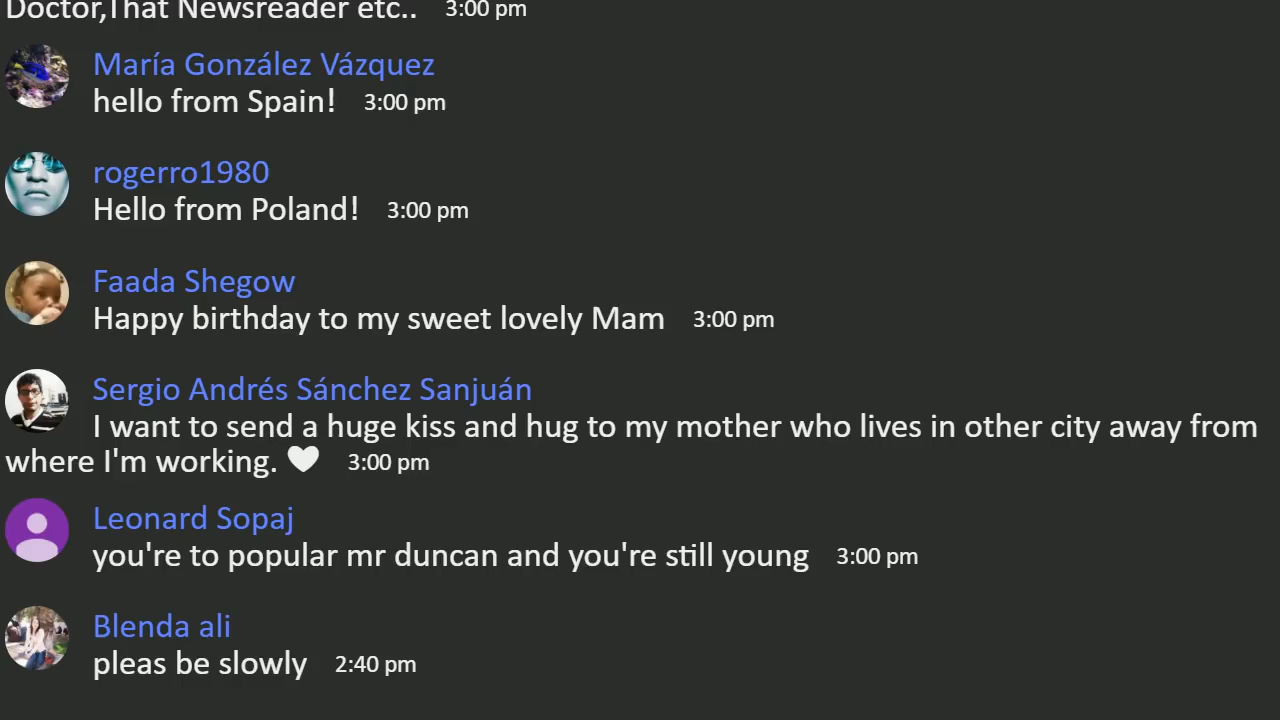 Doctor,That Newsreader etc.. 3:00 pm
María González Vázquez
hello from Spain! 3:00 pm
rogerro1980
Hello from Poland! 3:00 pm
Faada Shegow
Happy birthday to my sweet lovely Mam 3:00 pm
Sergio Andrés Sánchez Sanjuán
I want to send a huge kiss and hug to my mother who lives in other city away from
where I'm working. 🤍 3:00 pm
Leonard Sopaj
you're to popular mr duncan and you're still young 3:00 pm
Blenda ali
pleas be slowly 2:40 pm